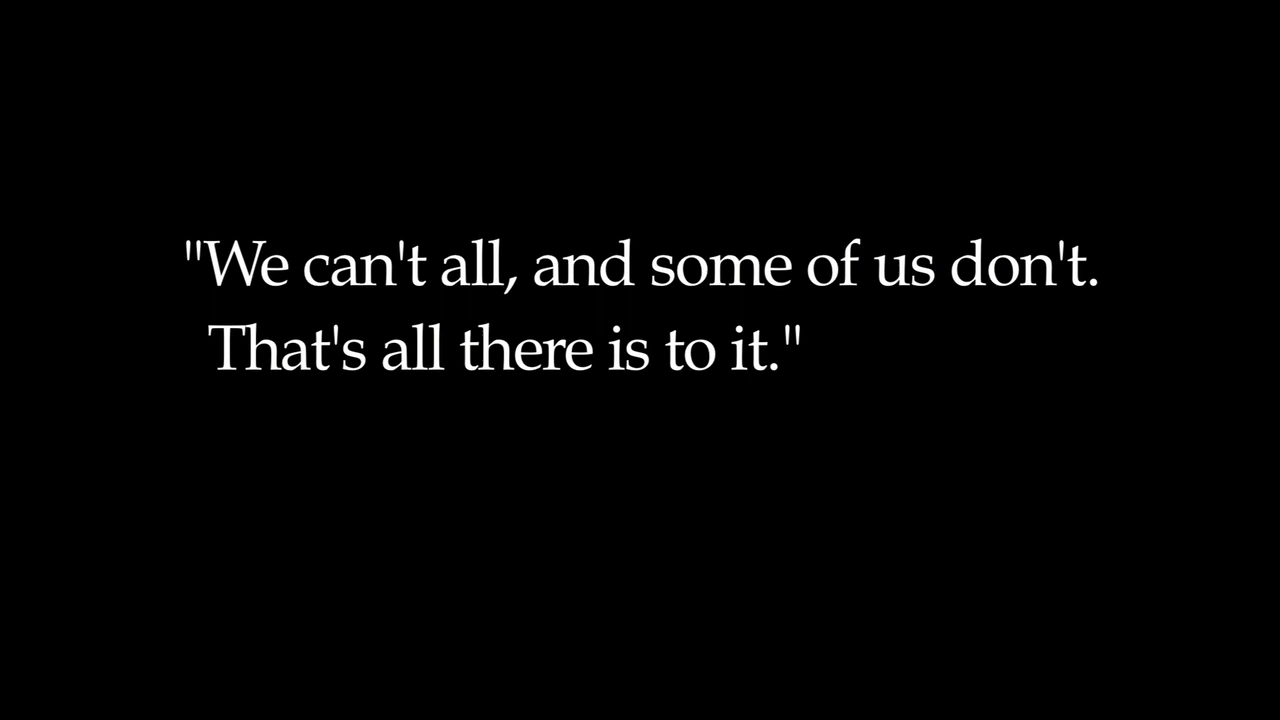 "We can't all, and some of us don't.
That's all there is to it."